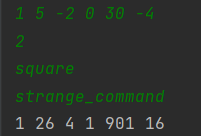 1 5 -2 0 30 -4
2
square
strange_command
1 26 4 1 901 16